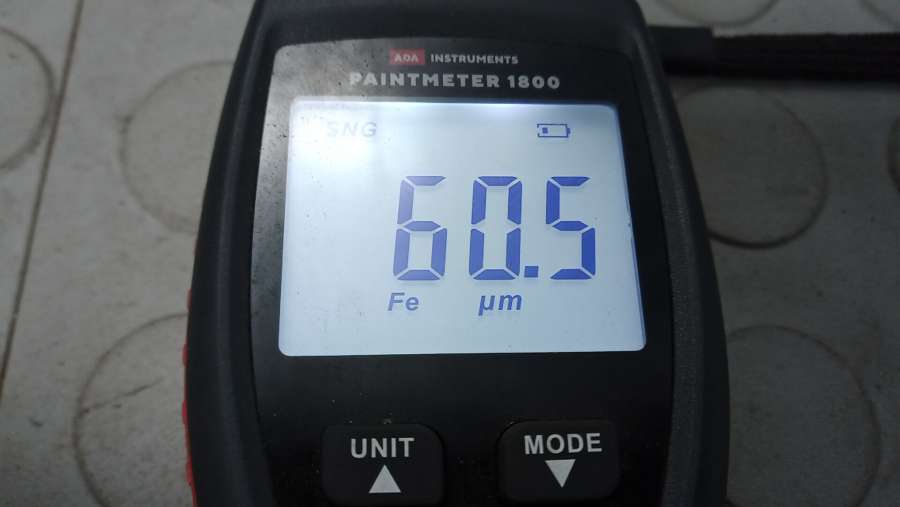 ADA INSTRUMENTS
PAINTMETER 1800
SNG
60.5
Fe µm
UNIT MODE